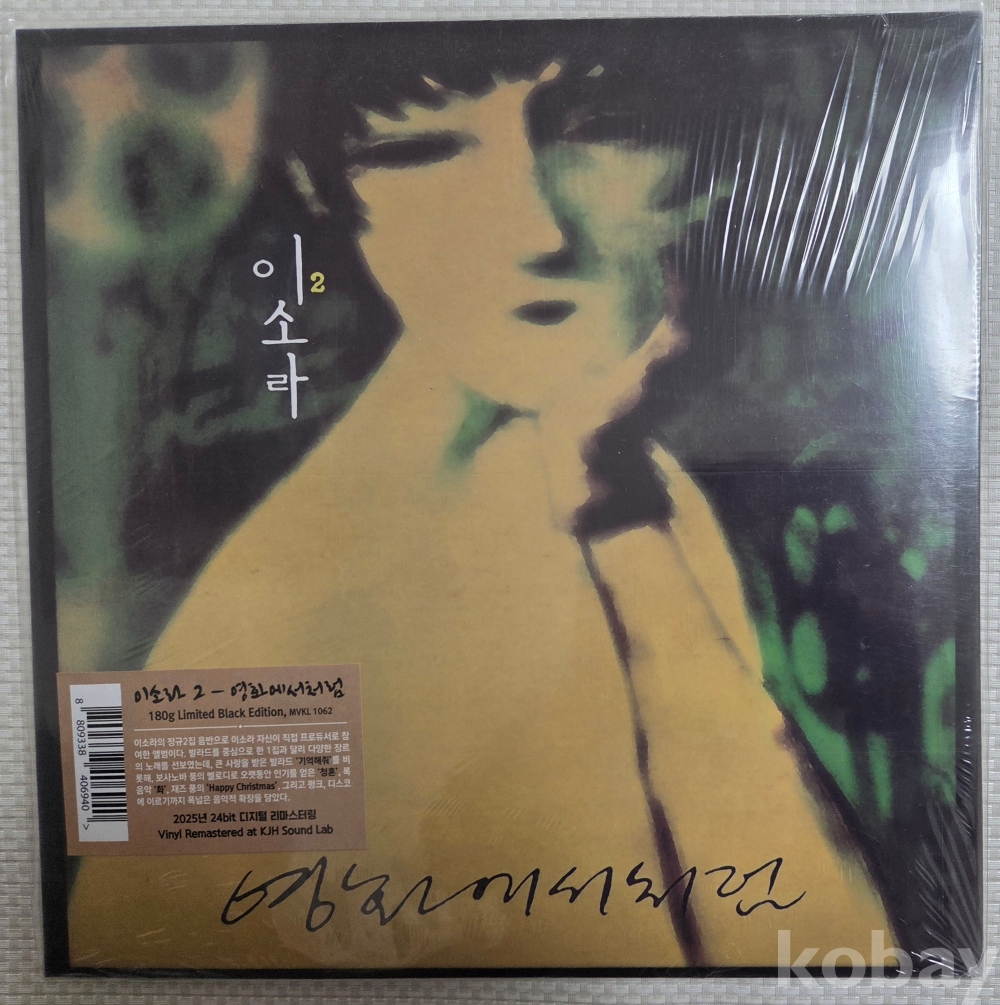 이소라
2
이소라 2 – 영화에서처럼
180g Limited Black Edition, MVKL 1062
이소라의 정규2집 음반으로 이소라 자신이 직접 프로듀서로 참
여한 앨범이다. 발라드를 중심으로 한 1집과 달리 다양한 장르
의 노래를 선보였는데, 큰 사랑을 받은 발라드 '기억해줘'를 비
롯해, 보사노바 풍의 멜로디로 오랫동안 인기를 얻은 '청혼', 록
음악 '화', 재즈 풍의 'Happy Christmas', 그리고 펑크, 디스코
에 이르기까지 폭넓은 음악적 확장을 담았다.
2025년 24bit 디지털 리마스터링
Vinyl Remastered at KJH Sound Lab
8 809338 406940 >
영화에서처럼
kobay